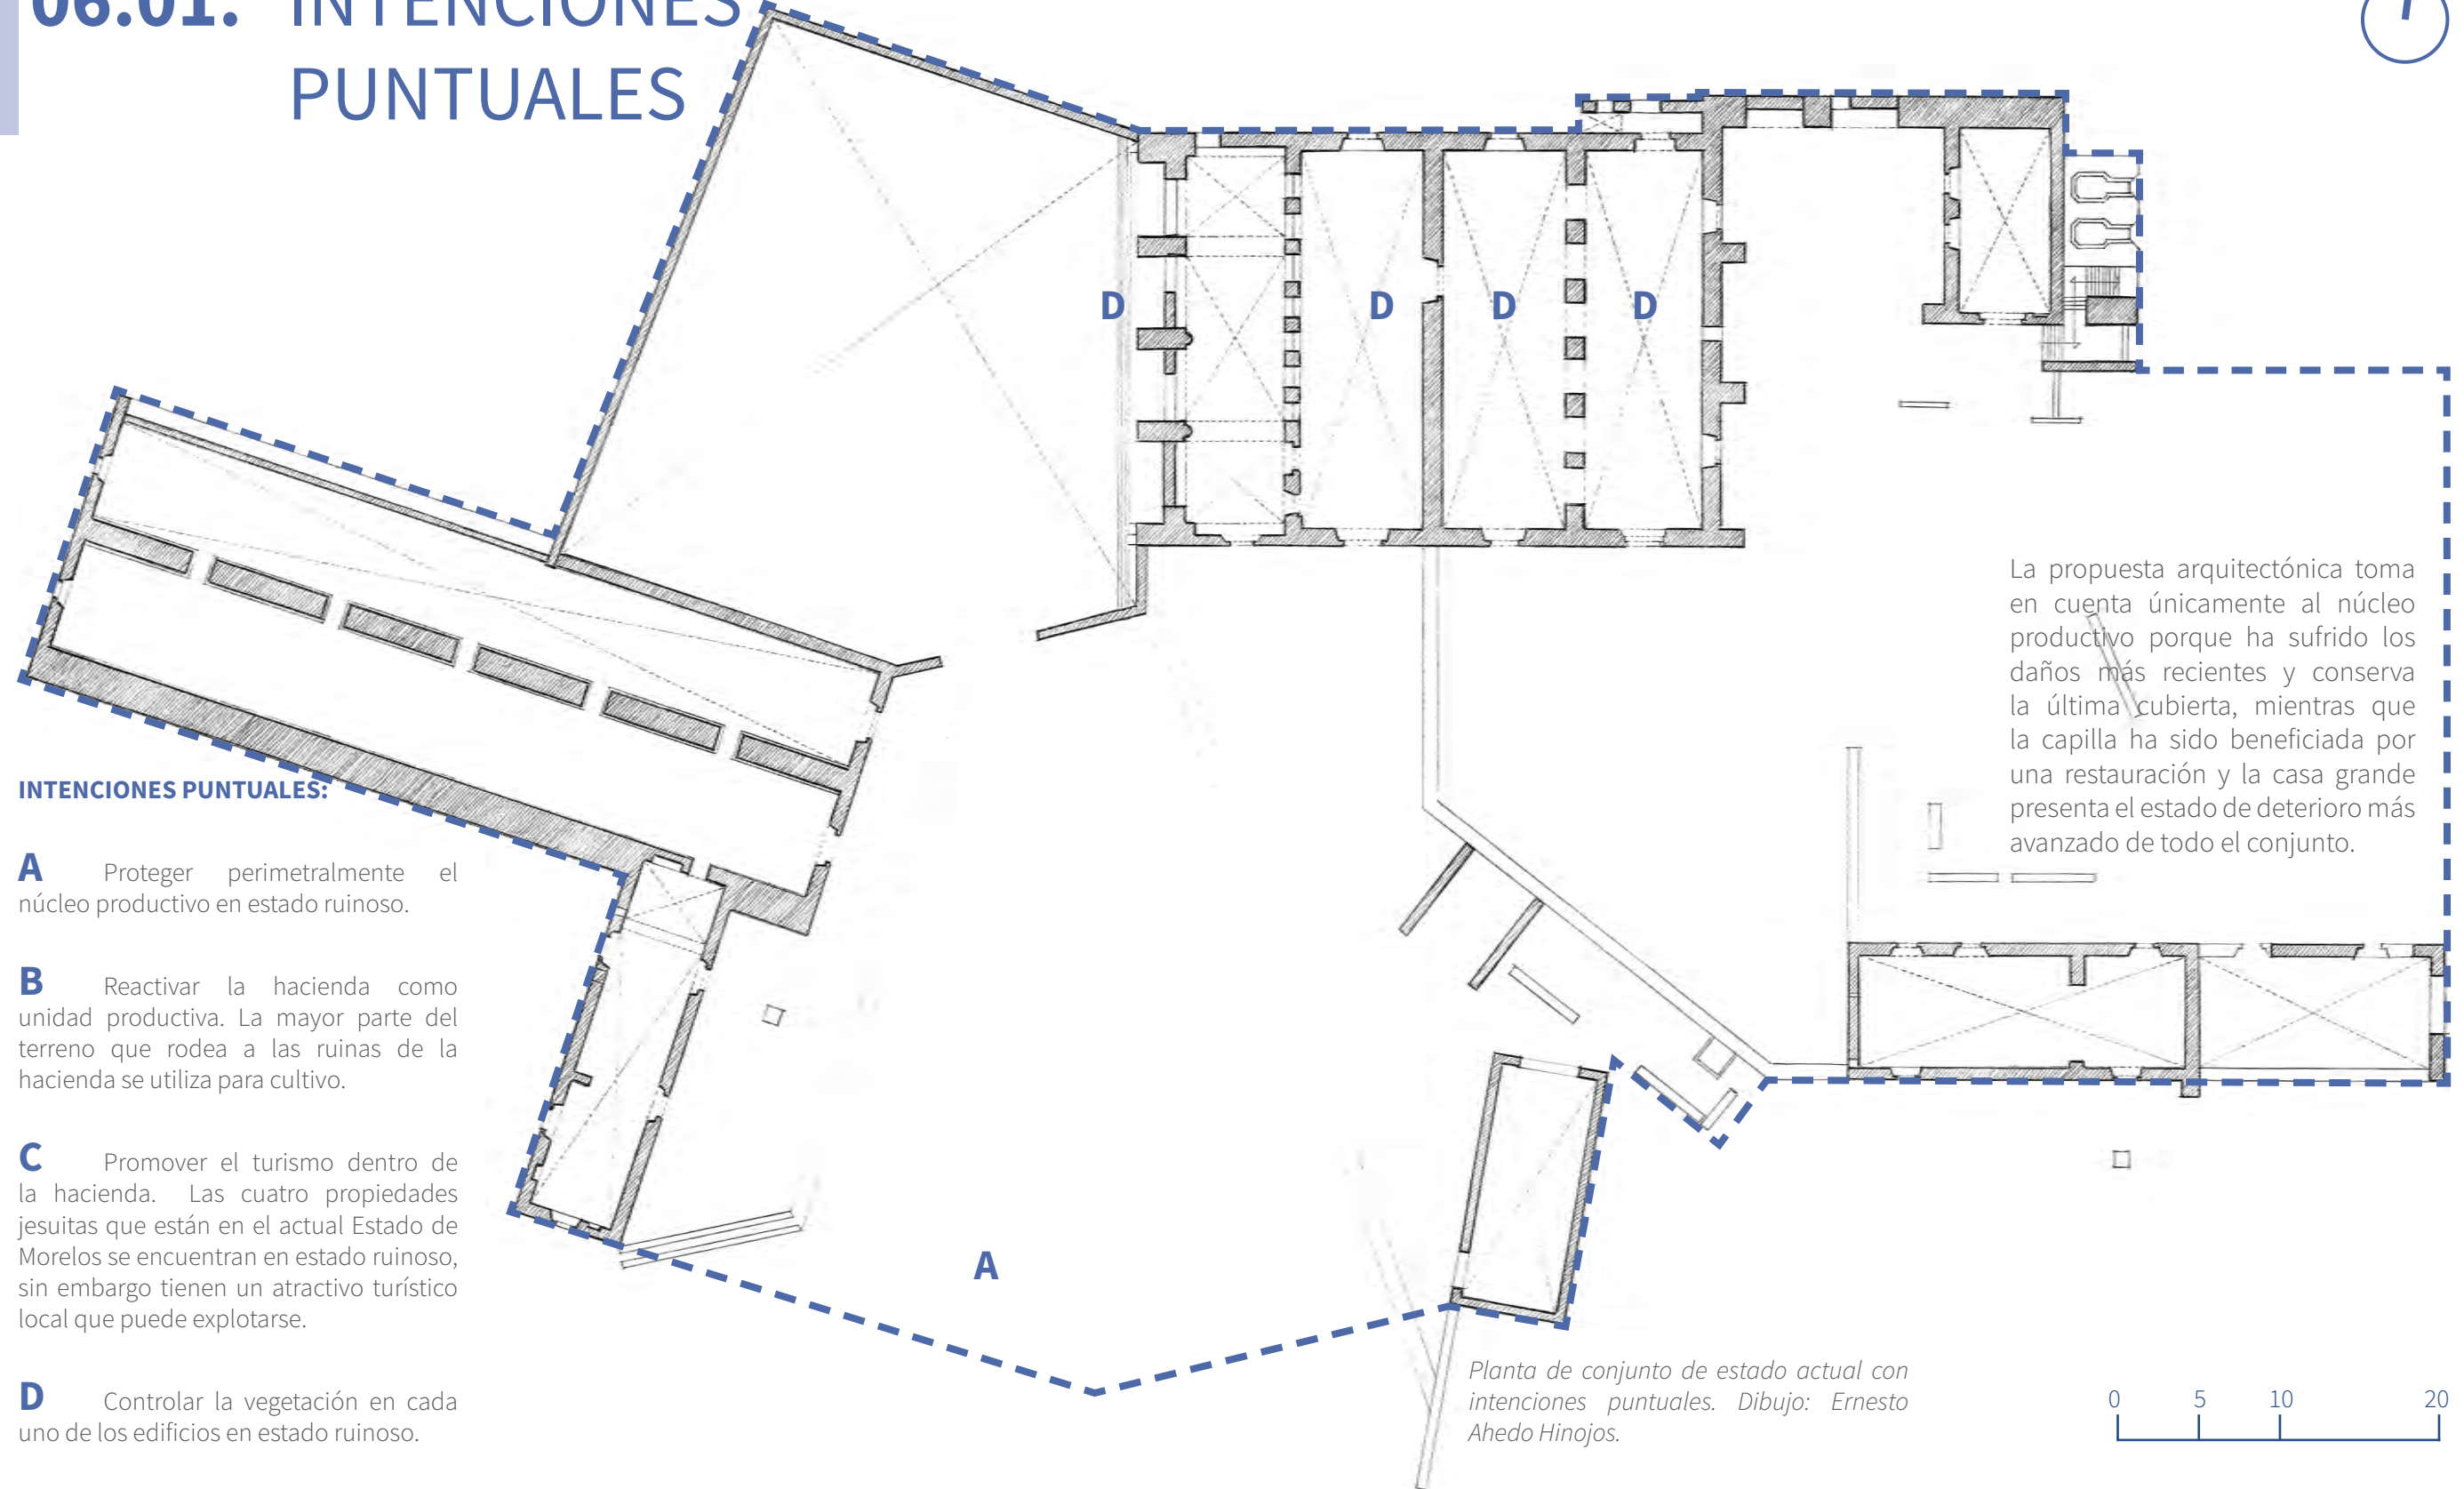 06.01. INTENCIONES
PUNTUALES
D D D D
La propuesta arquitectónica toma
en cuenta únicamente al núcleo
productivo porque ha sufrido los
daños más recientes y conserva
la última cubierta, mientras que
la capilla ha sido beneficiada por
una restauración y la casa grande
presenta el estado de deterioro más
avanzado de todo el conjunto.
INTENCIONES PUNTUALES:
A Proteger perimetralmente el
núcleo productivo en estado ruinoso.
B Reactivar la hacienda como
unidad productiva. La mayor parte del
terreno que rodea a las ruinas de la
hacienda se utiliza para cultivo.
C Promover el turismo dentro de
la hacienda. Las cuatro propiedades
jesuitas que están en el actual Estado de
Morelos se encuentran en estado ruinoso,
sin embargo tienen un atractivo turístico
local que puede explotarse.
D Controlar la vegetación en cada
uno de los edificios en estado ruinoso.
A
Planta de conjunto de estado actual con
intenciones puntuales. Dibujo: Ernesto
Ahedo Hinojos.
0 5 10 20